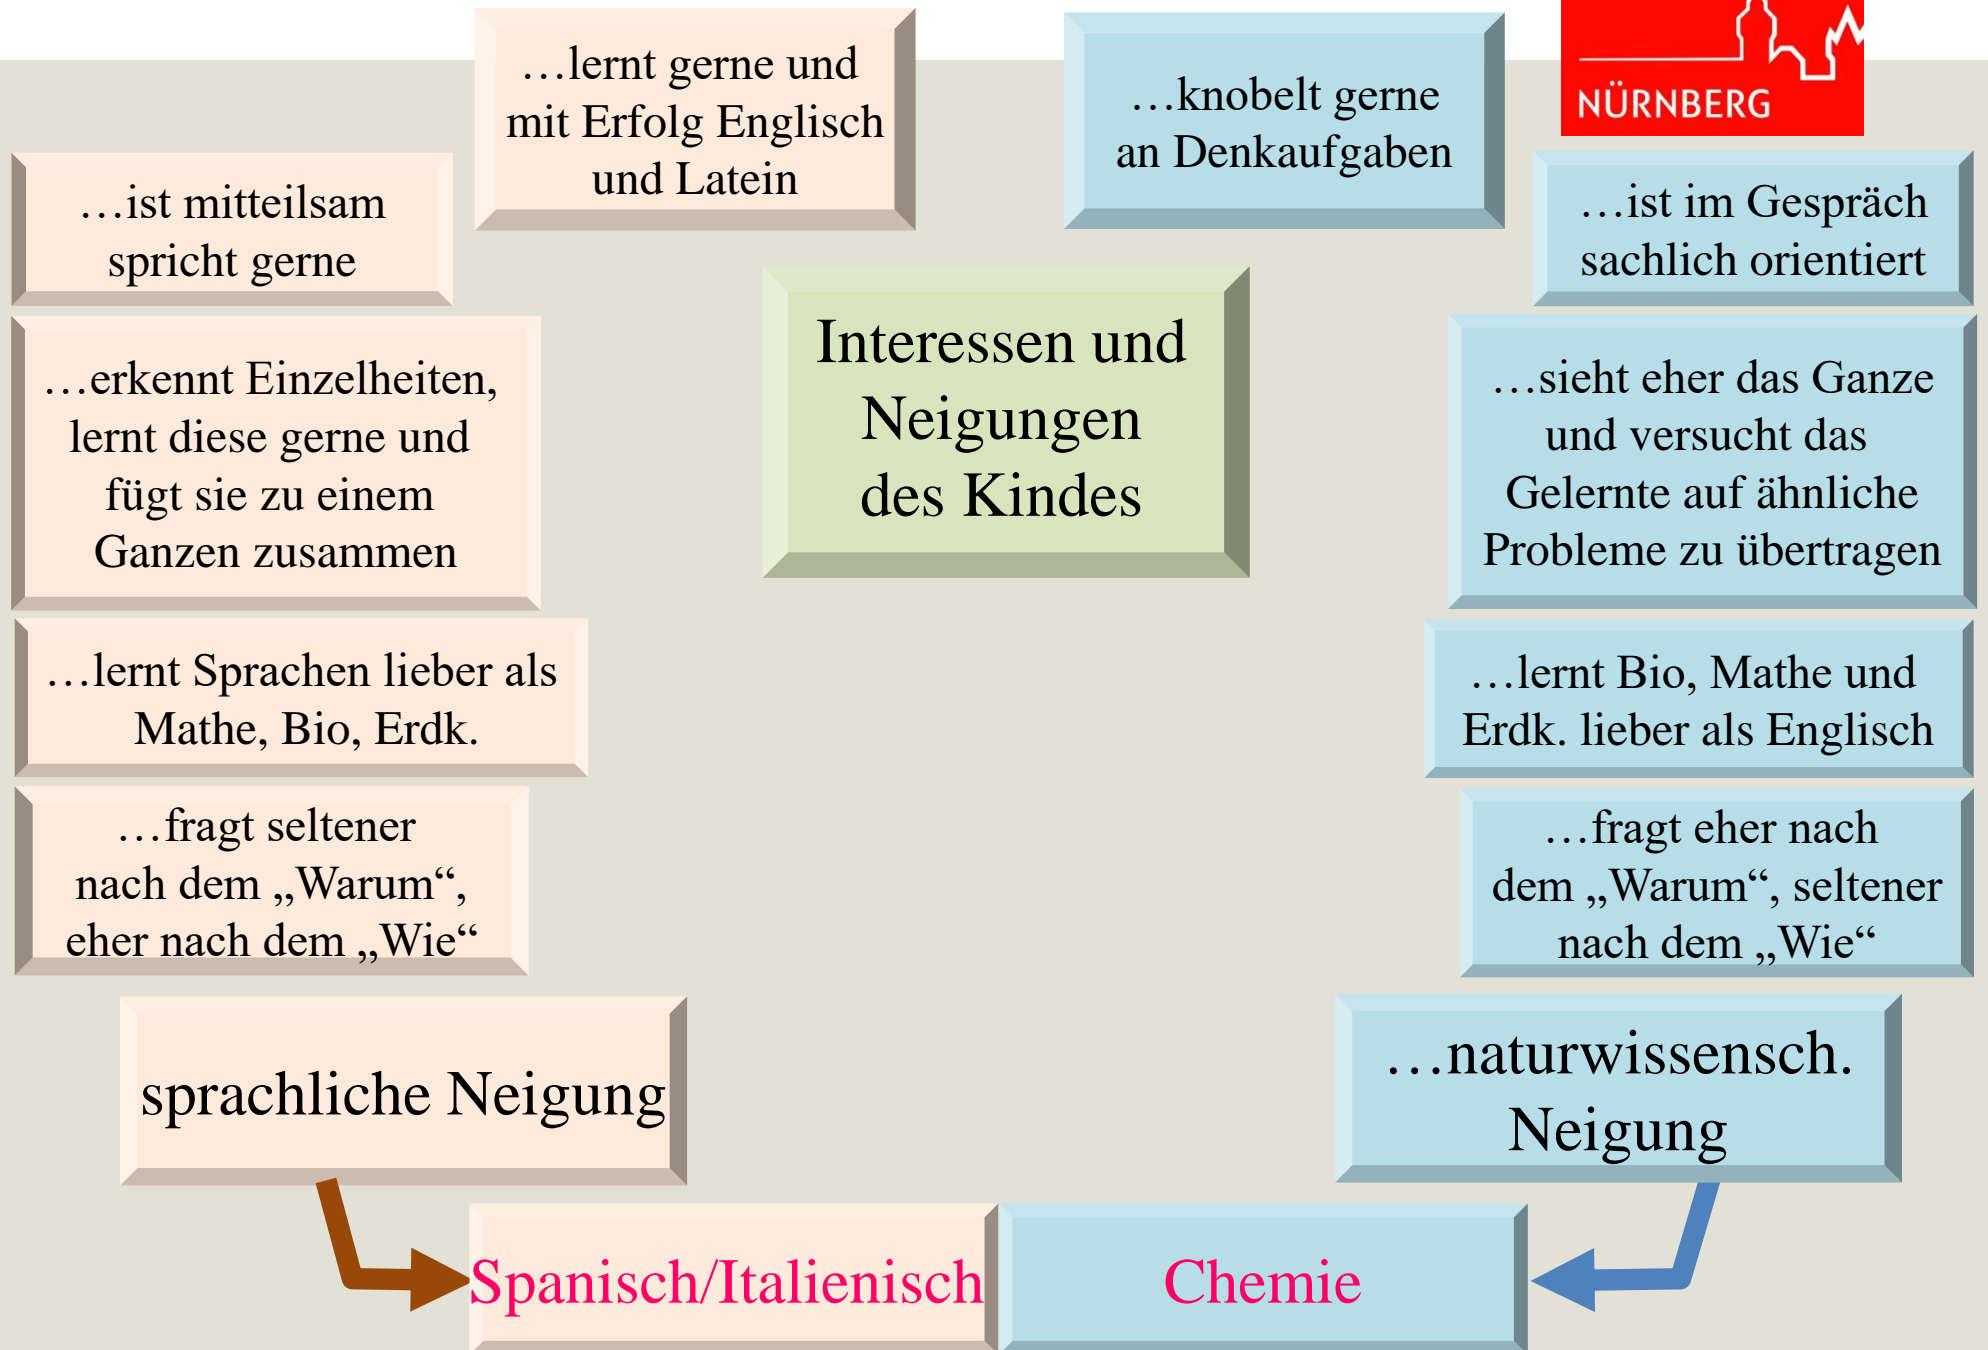 …lernt gerne und
mit Erfolg Englisch
und Latein
…knobelt gerne
an Denkaufgaben
NÜRNBERG
…ist mitteilsam
spricht gerne
…ist im Gespräch
sachlich orientiert
Interessen und
Neigungen
des Kindes
…erkennt Einzelheiten,
lernt diese gerne und
fügt sie zu einem
Ganzen zusammen
…sieht eher das Ganze
und versucht das
Gelernte auf ähnliche
Probleme zu übertragen
…lernt Sprachen lieber als
Mathe, Bio, Erdk.
…lernt Bio, Mathe und
Erdk. lieber als Englisch
…fragt seltener
nach dem „Warum“,
eher nach dem „Wie“
…fragt eher nach
dem „Warum“, seltener
nach dem „Wie“
sprachliche Neigung
…naturwissensch.
Neigung
Spanisch/Italienisch
Chemie